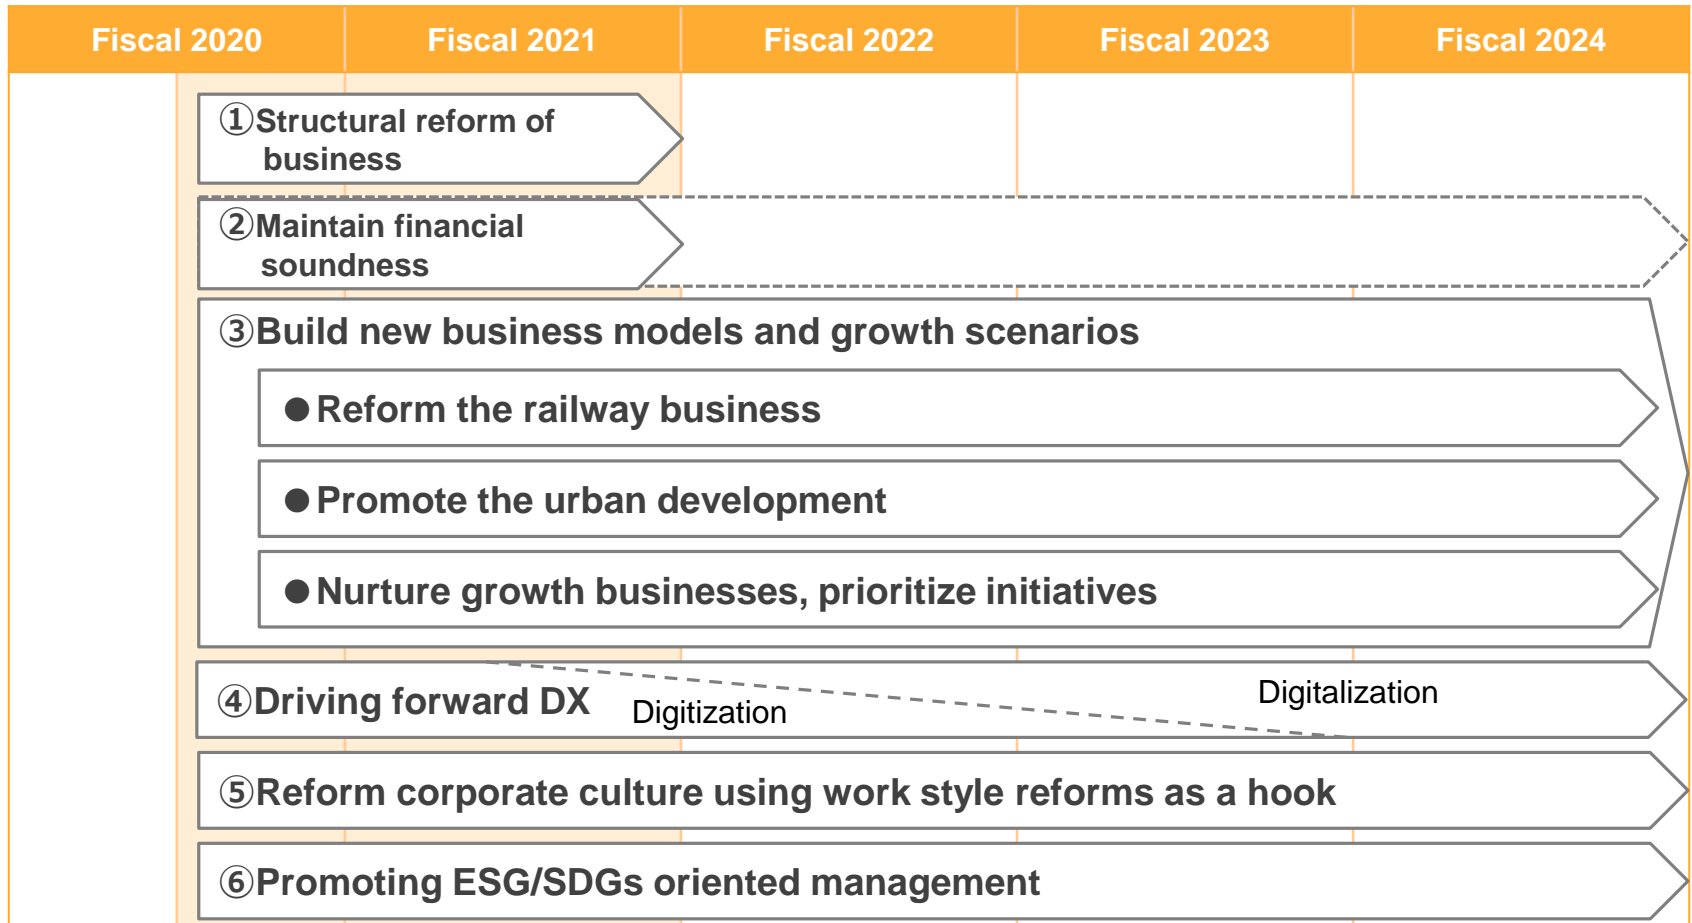 Fiscal 2020 Fiscal 2021 Fiscal 2022 Fiscal 2023 Fiscal 2024
①Structural reform of
business
②Maintain financial
soundness
③Build new business models and growth scenarios
●Reform the railway business
●Promote the urban development
●Nurture growth businesses, prioritize initiatives
④Driving forward DX
Digitization
Digitalization
⑤Reform corporate culture using work style reforms as a hook
⑥Promoting ESG/SDGs oriented management